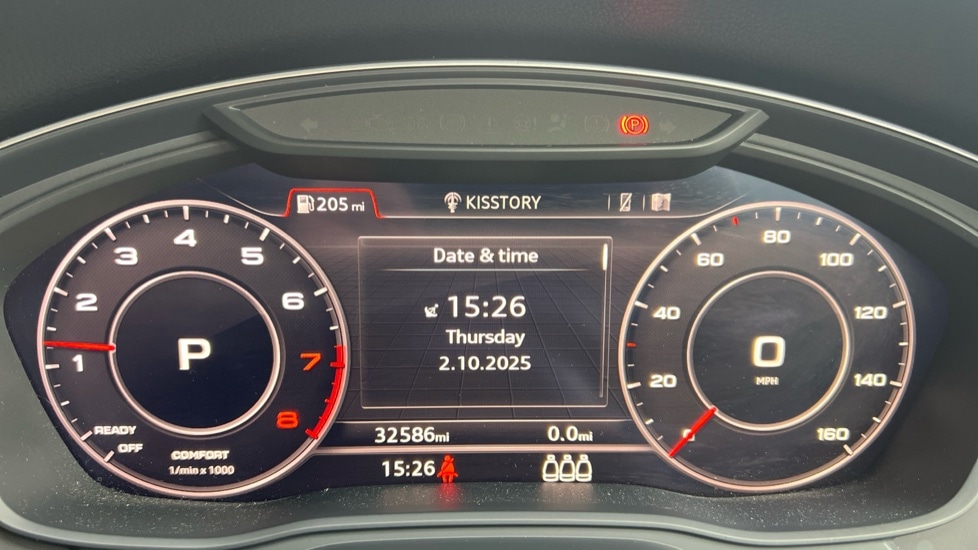 P
205 mi
KISSTORY
Date & time
15:26
Thursday
2.10.2025
1 2 3 4 5 6 7 8
P
READY
OFF
COMFORT
1/min x 1000
0 20 40 60 80 100 120 140 160
0
MPH
32586mi
0.0mi
15:26